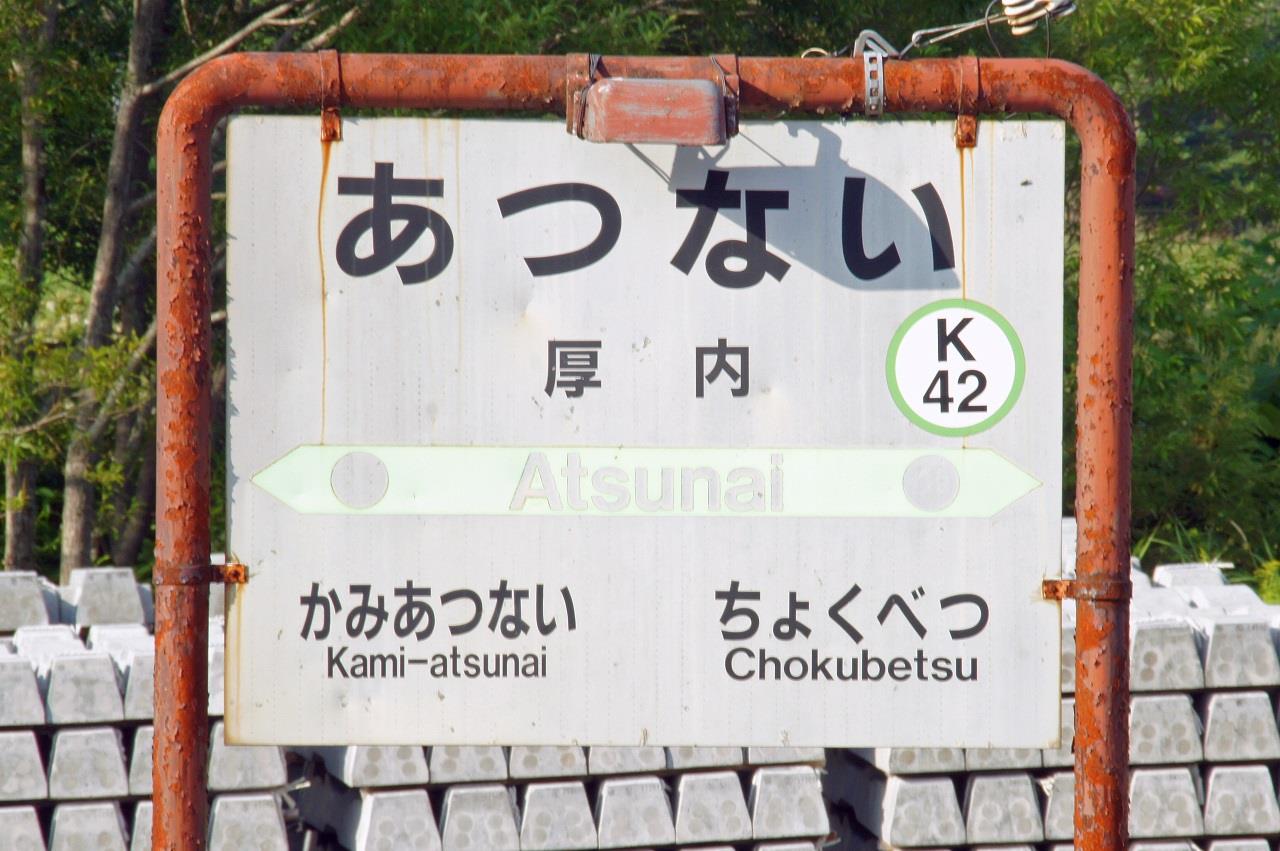 あつない
厚内
K
42
Atsunai
かみあつない
Kami-atsunai
ちょくべつ
Chokubetsu